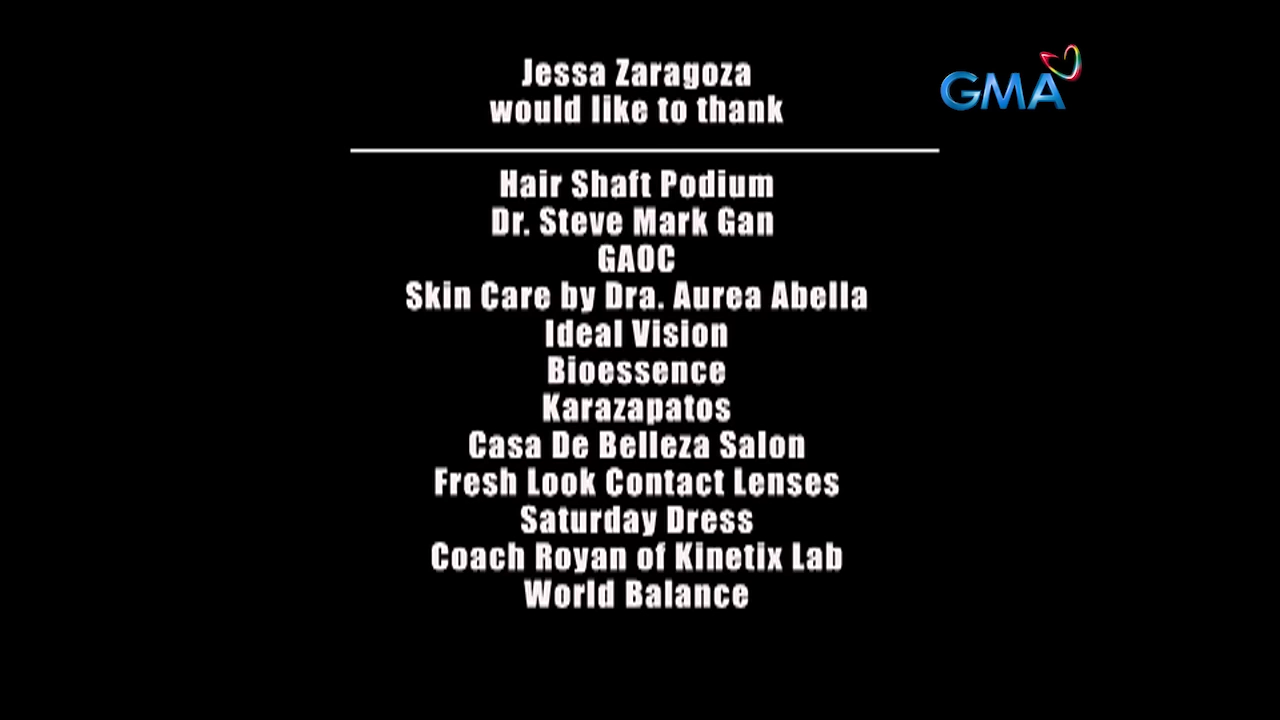 Jessa Zaragoza
would like to thank
GMA
Hair Shaft Podium
Dr. Steve Mark Gan
GAOC
Skin Care by Dra. Aurea Abella
Ideal Vision
Bioessence
Karazapatos
Casa De Belleza Salon
Fresh Look Contact Lenses
Saturday Dress
Coach Royan of Kinetix Lab
World Balance